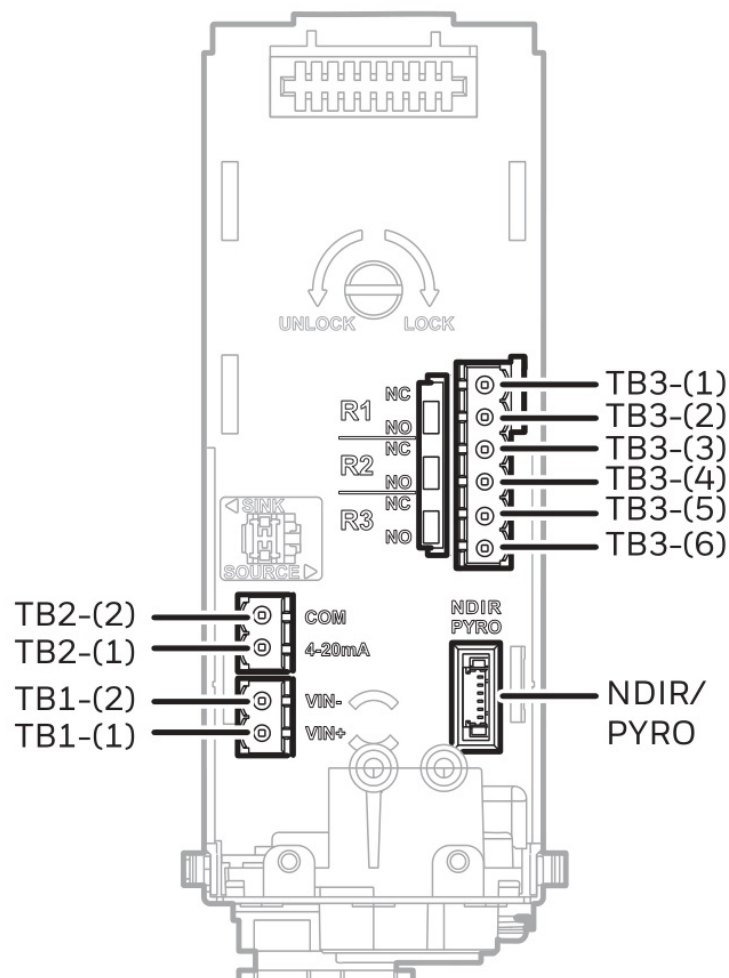 UNLOCK LOCK
TB3-(1)
TB3-(2)
TB3-(3)
TB3-(4)
TB3-(5)
TB3-(6)
R1 NC
NO
R2 NC
NO
R3 NC
NO
◁ SINK
SOURCE ▷
TB2-(2) COM
TB2-(1) 4-20mA
TB1-(2) VIN-
TB1-(1) VIN+
NDIR
PYRO
NDIR/
PYRO